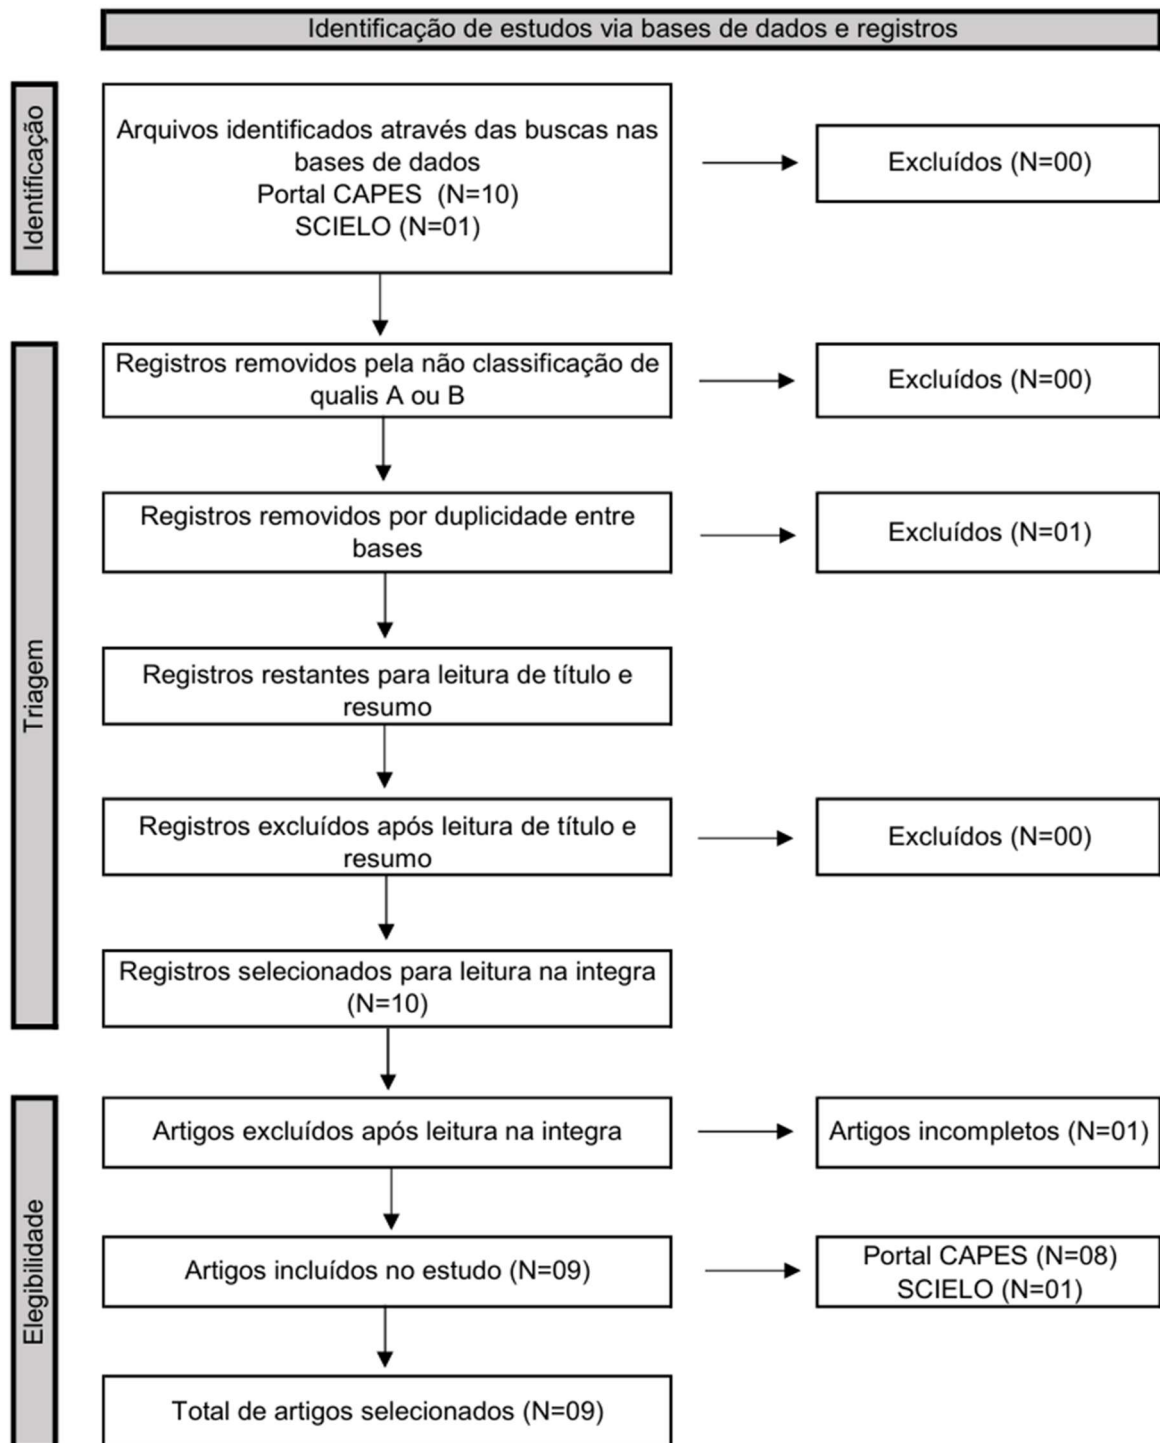 Identificação de estudos via bases de dados e registros
Identificação
Arquivos identificados através das buscas nas
bases de dados
Portal CAPES (N=10)
SCIELO (N=01)
Excluídos (N=00)
Triagem
Registros removidos pela não classificação de
qualis A ou B
Excluídos (N=00)
Registros removidos por duplicidade entre
bases
Excluídos (N=01)
Registros restantes para leitura de título e
resumo
Registros excluídos após leitura de título e
resumo
Excluídos (N=00)
Registros selecionados para leitura na integra
(N=10)
Elegibilidade
Artigos excluídos após leitura na integra
Artigos incompletos (N=01)
Artigos incluídos no estudo (N=09)
Portal CAPES (N=08)
SCIELO (N=01)
Total de artigos selecionados (N=09)